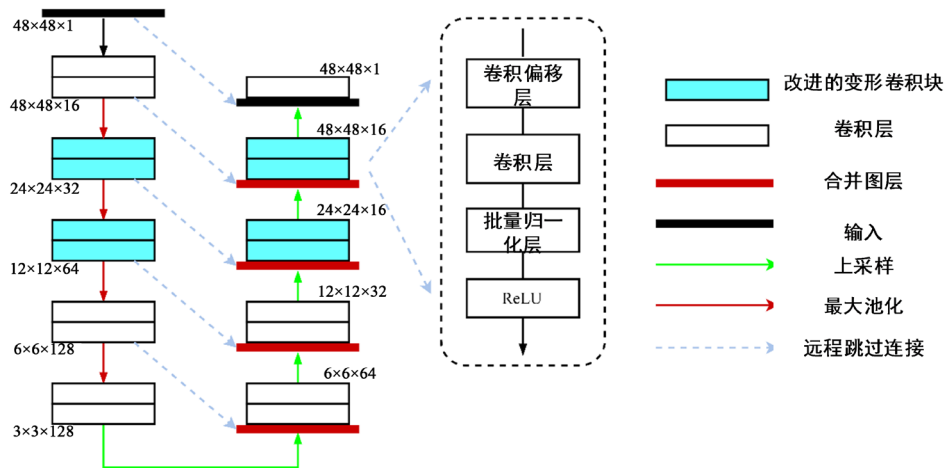 48×48×1
48×48×16
24×24×32
12×12×64
6×6×128
3×3×128
48×48×1
48×48×16
24×24×16
12×12×32
6×6×64
卷积偏移
层
卷积层
批量归一
化层
ReLU
改进的变形卷积块
卷积层
合并图层
输入
上采样
最大池化
远程跳过连接